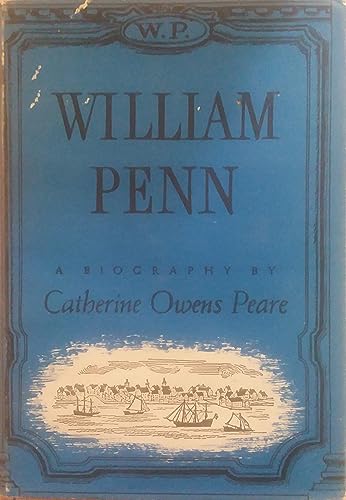 W.P.
WILLIAM
PENN
A BIOGRAPHY BY
Catherine Owens Peare